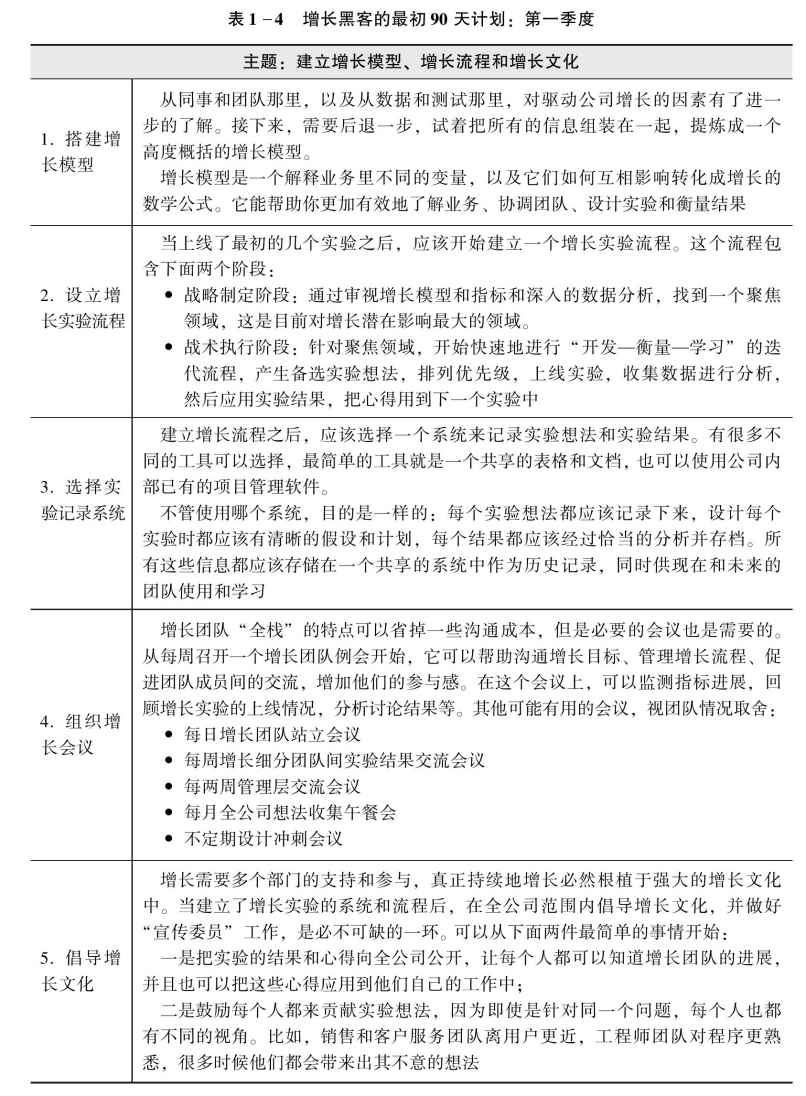 表 1－4　增长黑客的最初 90 天计划：第一季度
主题：建立增长模型、增长流程和增长文化
1. 搭建增
长模型
从同事和团队那里，以及从数据和测试那里，对驱动公司增长的因素有了进一
步的了解。接下来，需要后退一步，试着把所有的信息组装在一起，提炼成一个
高度概括的增长模型。
增长模型是一个解释业务里不同的变量，以及它们如何互相影响转化成增长的
数学公式。它能帮助你更加有效地了解业务、协调团队、设计实验和衡量结果
2. 设立增
长实验流程
当上线了最初的几个实验之后，应该开始建立一个增长实验流程。这个流程包
含下面两个阶段：
● 战略制定阶段：通过审视增长模型和指标和深入的数据分析，找到一个聚焦
领域，这是目前对增长潜在影响最大的领域。
● 战术执行阶段：针对聚焦领域，开始快速地进行“开发—衡量—学习”的迭
代流程，产生备选实验想法，排列优先级，上线实验，收集数据进行分析，
然后应用实验结果，把心得用到下一个实验中
3. 选择实
验记录系统
建立增长流程之后，应该选择一个系统来记录实验想法和实验结果。有很多不
同的工具可以选择，最简单的工具就是一个共享的表格和文档，也可以使用公司内
部已有的项目管理软件。
不管使用哪个系统，目的是一样的：每个实验想法都应该记录下来，设计每个
实验时都应该有清晰的假设和计划，每个结果都应该经过恰当的分析并存档。所
有这些信息都应该存储在一个共享的系统中作为历史记录，同时供现在和未来的
团队使用和学习
4. 组织增
长会议
增长团队“全栈”的特点可以省掉一些沟通成本，但是必要的会议也是需要的。
从每周召开一个增长团队例会开始，它可以帮助沟通增长目标、管理增长流程、促
进团队成员间的交流，增加他们的参与感。在这个会议上，可以监测指标进展，回
顾增长实验的上线情况，分析讨论结果等。其他可能有用的会议，视团队情况取舍：
● 每日增长团队站立会议
● 每周增长细分团队间实验结果交流会议
● 每两周管理层交流会议
● 每月全公司想法收集午餐会
● 不定期设计冲刺会议
5. 倡导增
长文化
增长需要多个部门的支持和参与，真正持续地增长必然根植于强大的增长文化
中。当建立了增长实验的系统和流程后，在全公司范围内倡导增长文化，并做好
“宣传委员”工作，是必不可缺的一环。可以从下面两件最简单的事情开始：
一是把实验的结果和心得向全公司公开，让每个人都可以知道增长团队的进展，
并且也可以把这些心得应用到他们自己的工作中；
二是鼓励每个人都来贡献实验想法，因为即使是针对同一个问题，每个人也都
有不同的视角。比如，销售和客户服务团队离用户更近，工程师团队对程序更熟
悉，很多时候他们都会带来出其不意的想法